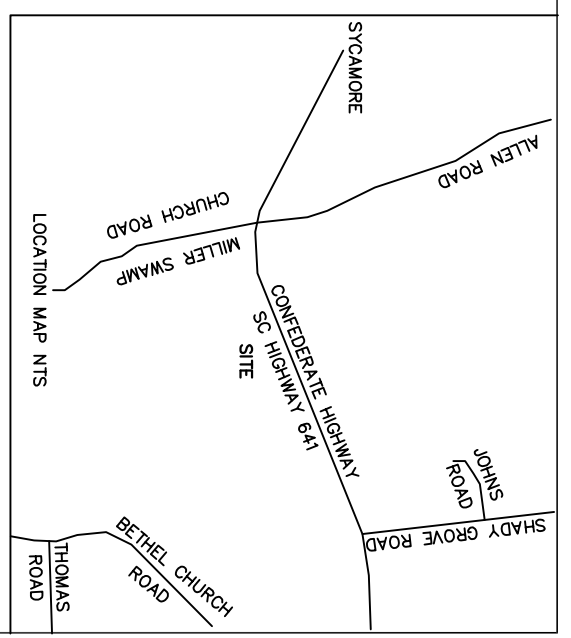 SYCAMORE
ALLEN ROAD
CHURCH ROAD
MILLER SWAMP
LOCATION MAP NTS
CONFEDERATE HIGHWAY
SC HIGHWAY 641
SITE
JOHNS
ROAD
SHADY GROVE ROAD
BETHEL CHURCH
ROAD
THOMAS
ROAD